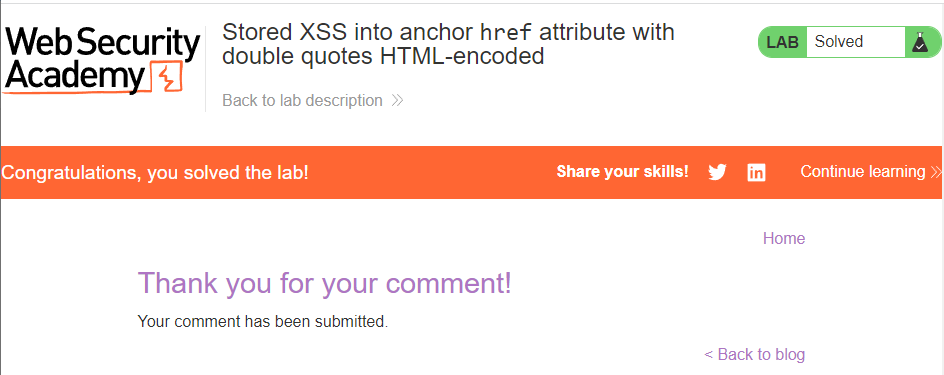 Web Security
Academy
Stored XSS into anchor href attribute with
double quotes HTML-encoded
Back to lab description
LAB Solved
Congratulations, you solved the lab!
Share your skills!
Continue learning
Home
Thank you for your comment!
Your comment has been submitted.
< Back to blog